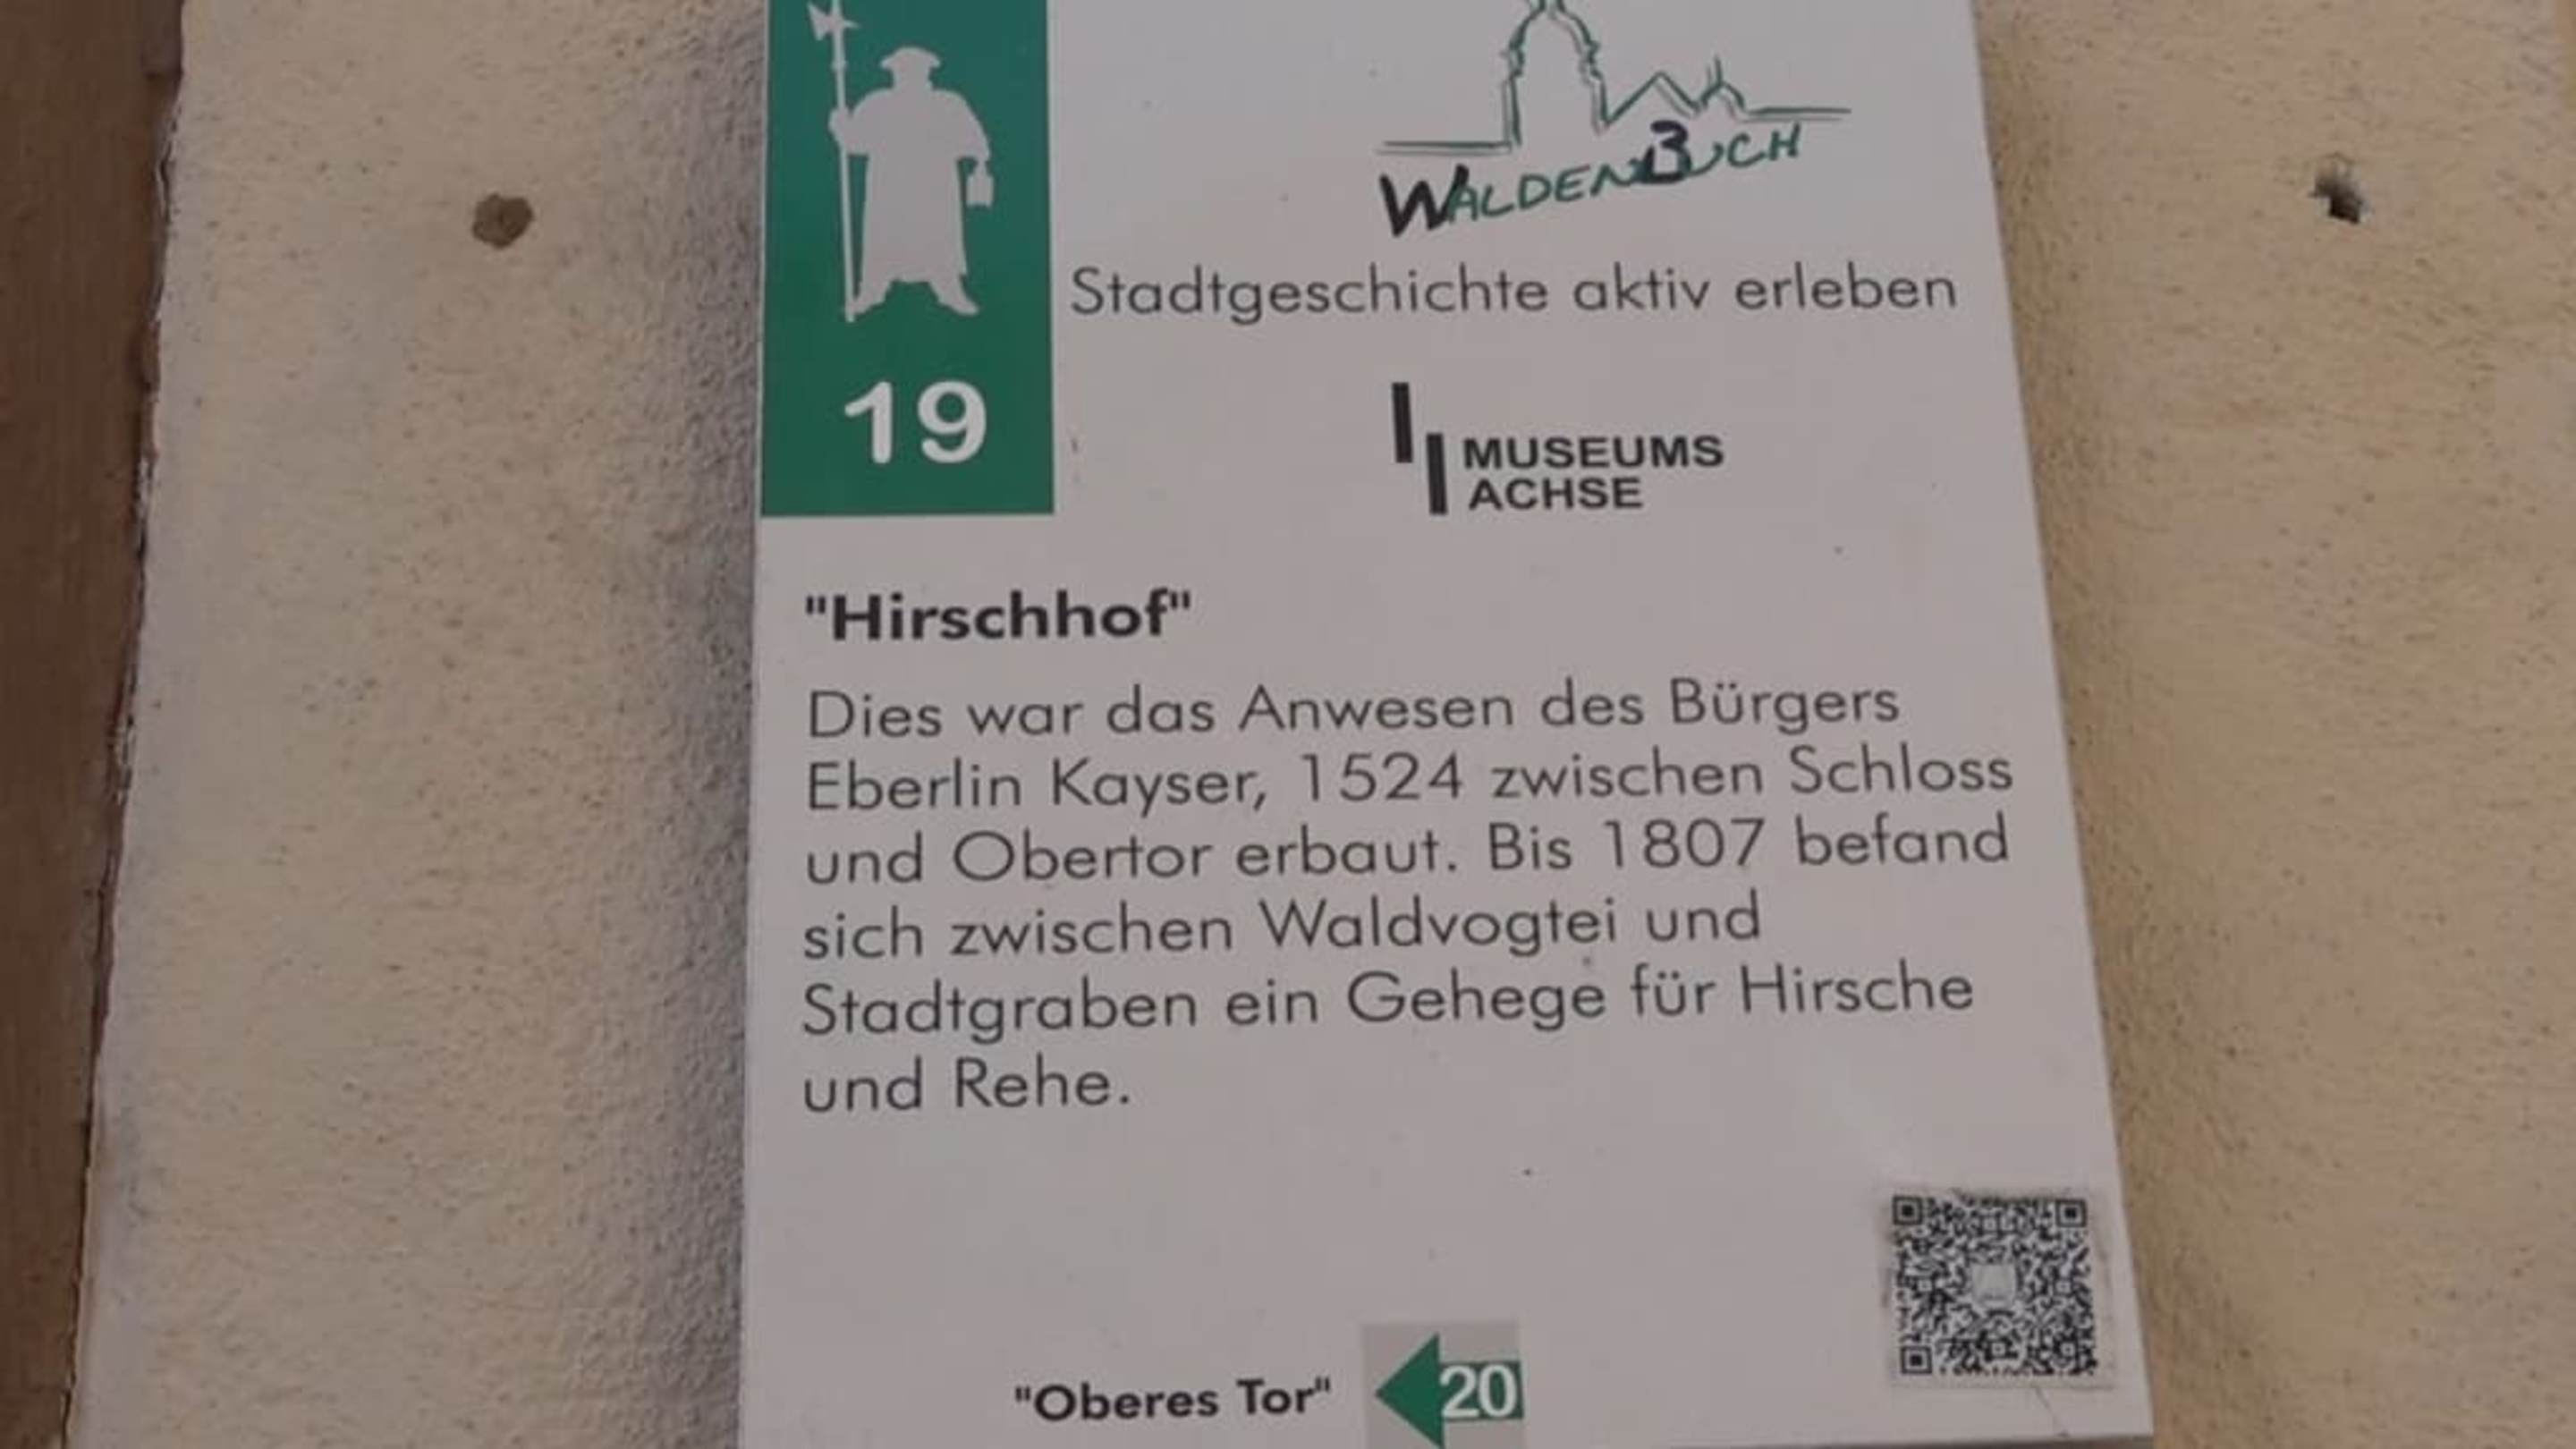 WALDENBUCH
Stadtgeschichte aktiv erleben
19
MUSEUMS
ACHSE
"Hirschhof"
Dies war das Anwesen des Bürgers
Eberlin Kayser, 1524 zwischen Schloss
und Obertor erbaut. Bis 1807 befand
sich zwischen Waldvogtei und
Stadtgraben ein Gehege für Hirsche
und Rehe.
"Oberes Tor" 20